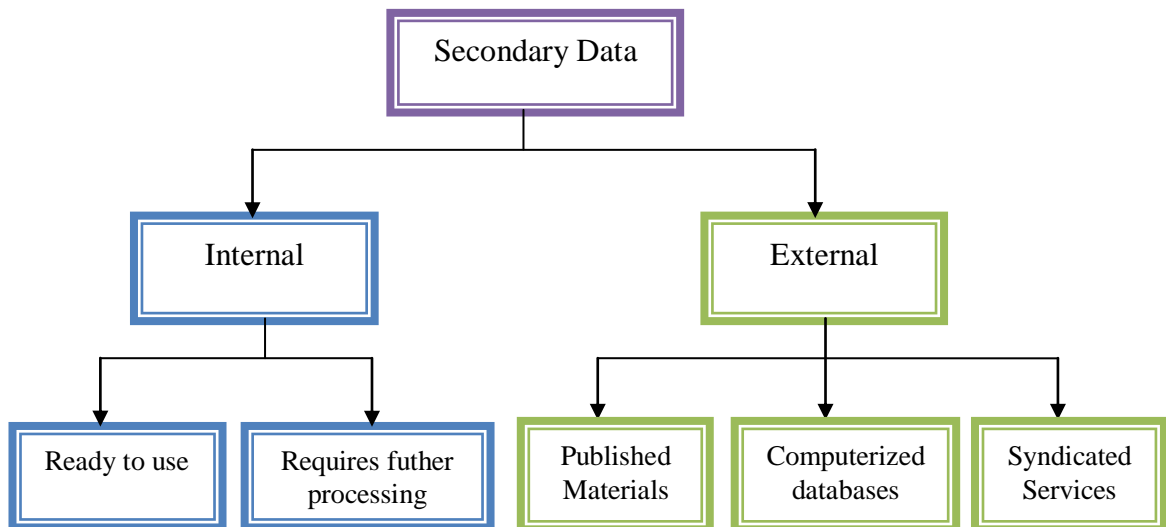 Secondary Data
Internal
External
Ready to use
Requires futher
processing
Published
Materials
Computerized
databases
Syndicated
Services